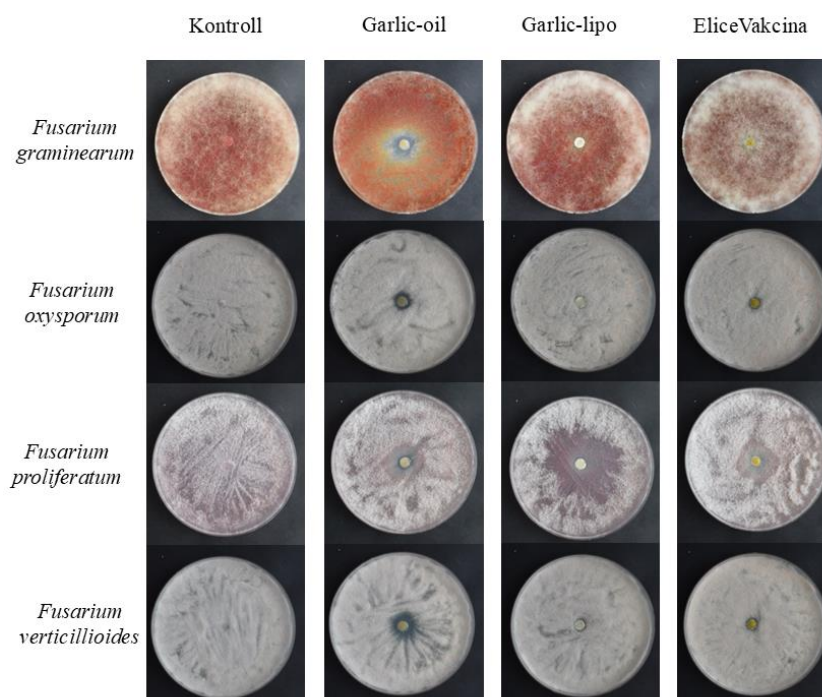 Kontroll Garlic-oil Garlic-lipo EliceVakcina
Fusarium
graminearum
Fusarium
oxysporum
Fusarium
proliferatum
Fusarium
verticillioides